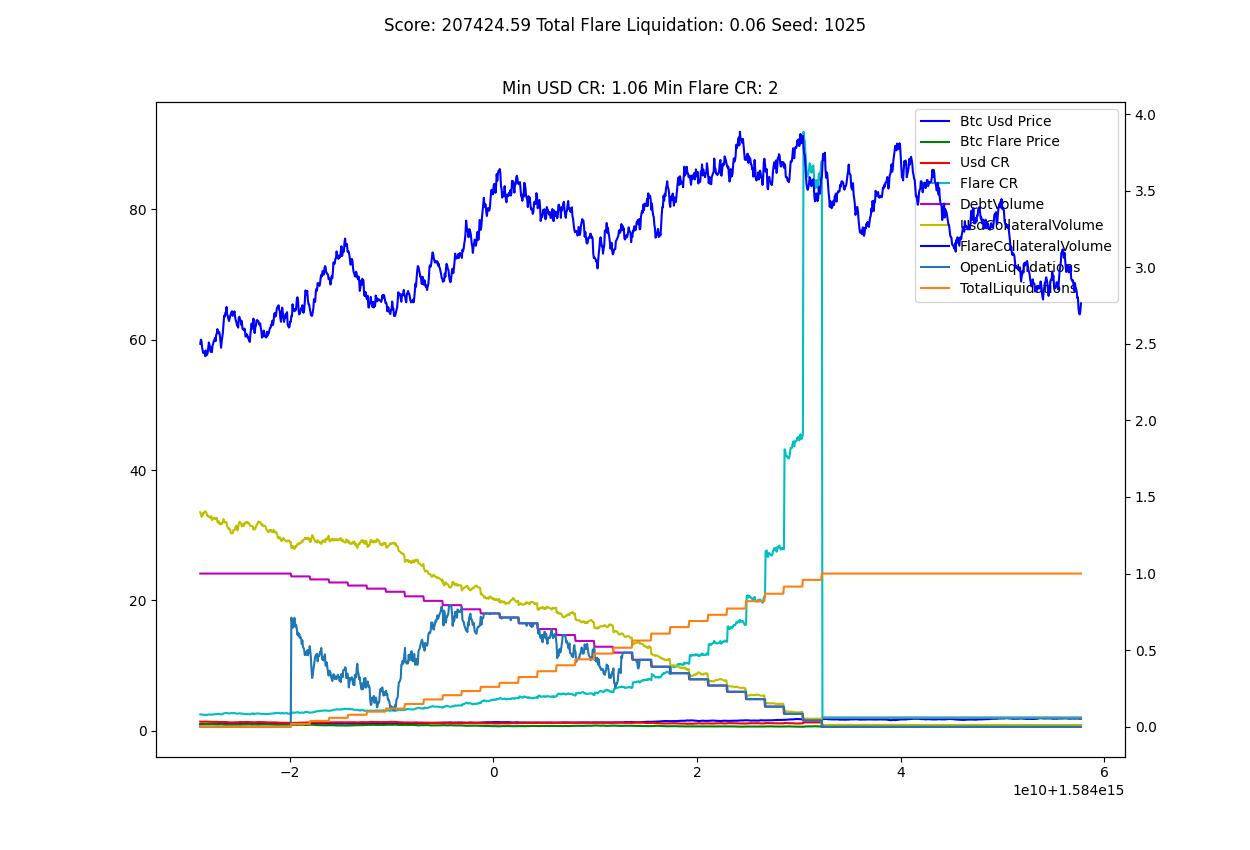 Score: 207424.59 Total Flare Liquidation: 0.06 Seed: 1025
Min USD CR: 1.06 Min Flare CR: 2
Btc Usd Price
Btc Flare Price
Usd CR
Flare CR
DebtVolume
UsdCollateralVolume
FlareCollateralVolume
OpenLiquidations
TotalLiquidations
80
60
40
20
0
4.0
3.5
3.0
2.5
2.0
1.5
1.0
0.5
0.0
−2
0
2
4
6
1e10+1.584e15